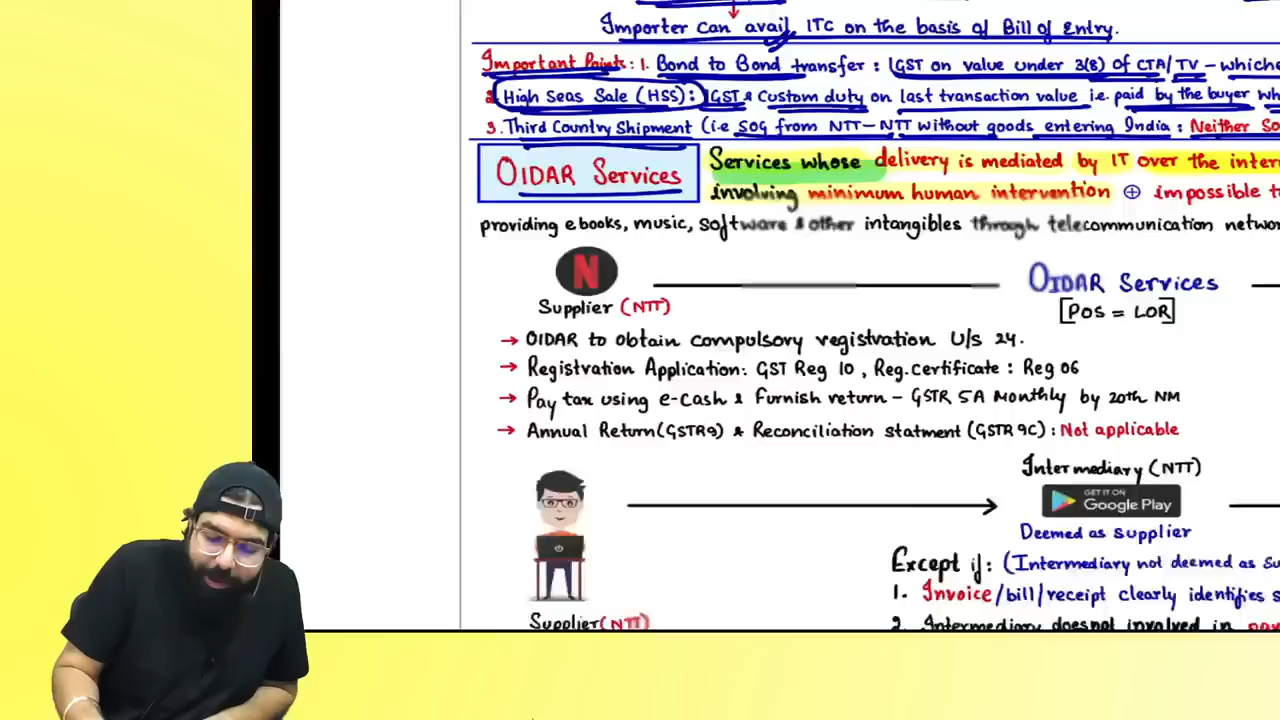 Importer can avail ITC on the basis of Bill of Entry.
Important Points: 1. Bond to Bond transfer: IGST on value under 3(8) of CTA/TV – which
2. High Seas Sale (HSS): IGST & Custom duty on last transaction value i.e. paid by the buyer wh
3. Third Country Shipment (i.e SOG from NTT–NTT without goods entering India: Neither So
OIDAR Services
Services whose delivery is mediated by IT over the inter
involving minimum human intervention ⊕ impossible t
providing ebooks, music, software & other intangibles through telecommunication networ
N
Supplier (NTT)
OIDAR Services
[POS = LOR]
→ OIDAR to obtain compulsory registration U/s 24.
→ Registration Application: GST Reg 10, Reg.certificate: Reg 06
→ Pay tax using e-Cash & Furnish return – GSTR 5A Monthly by 20th NM
→ Annual Return(GSTR9) & Reconciliation statment (GSTR 9C): Not applicable
Intermediary (NTT)
GET IT ON
Google Play
Deemed as supplier
Except if: (Intermediary not deemed as su
1. Invoice/bill/receipt clearly identifies s
Supplier(NTT)
2. Intermediary doesnot involved in